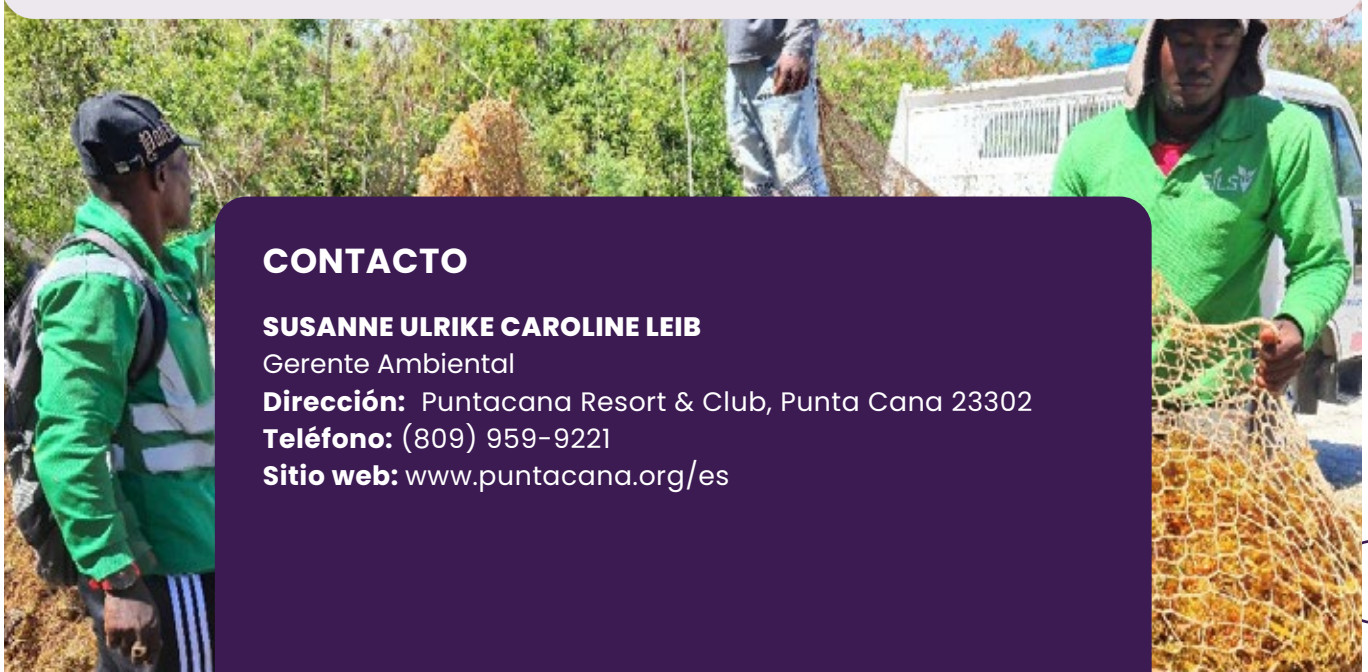 CONTACTO
SUSANNE ULRIKE CAROLINE LEIB
Gerente Ambiental
Dirección: Puntacana Resort & Club, Punta Cana 23302
Teléfono: (809) 959-9221
Sitio web: www.puntacana.org/es